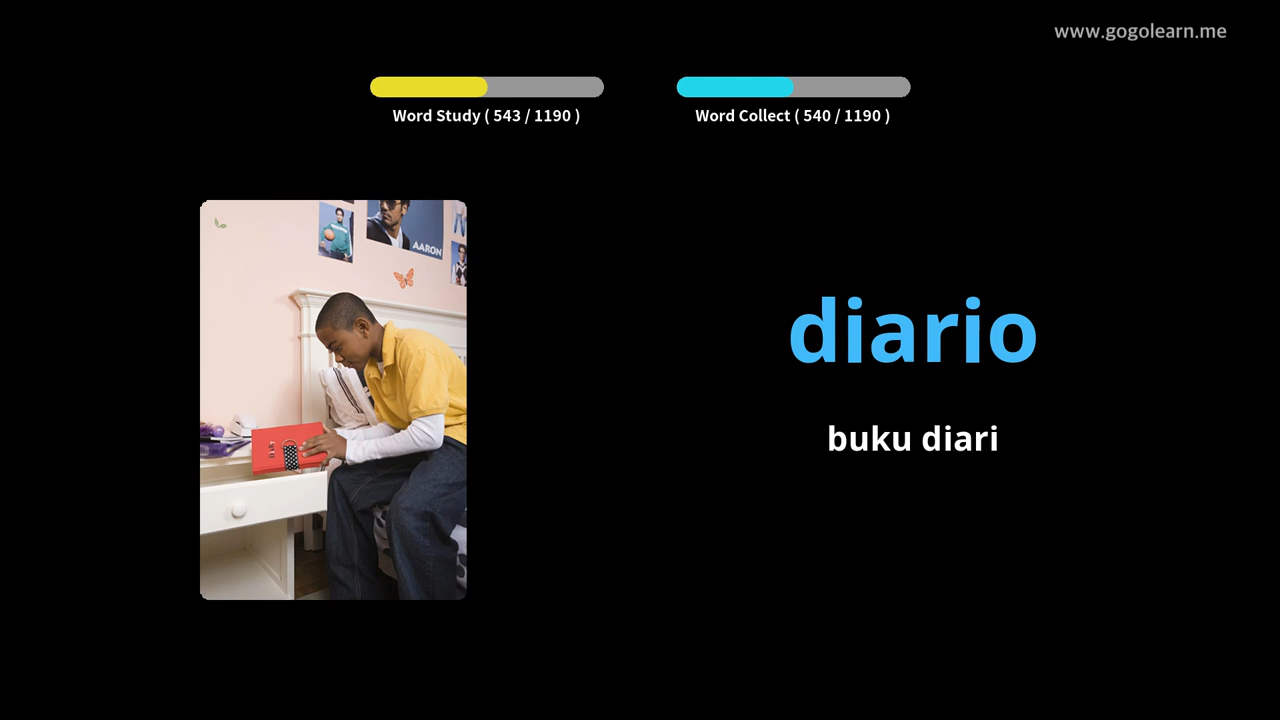 www.gogolearn.me
Word Study ( 543 / 1190 )
Word Collect ( 540 / 1190 )
AARON
diario
buku diari